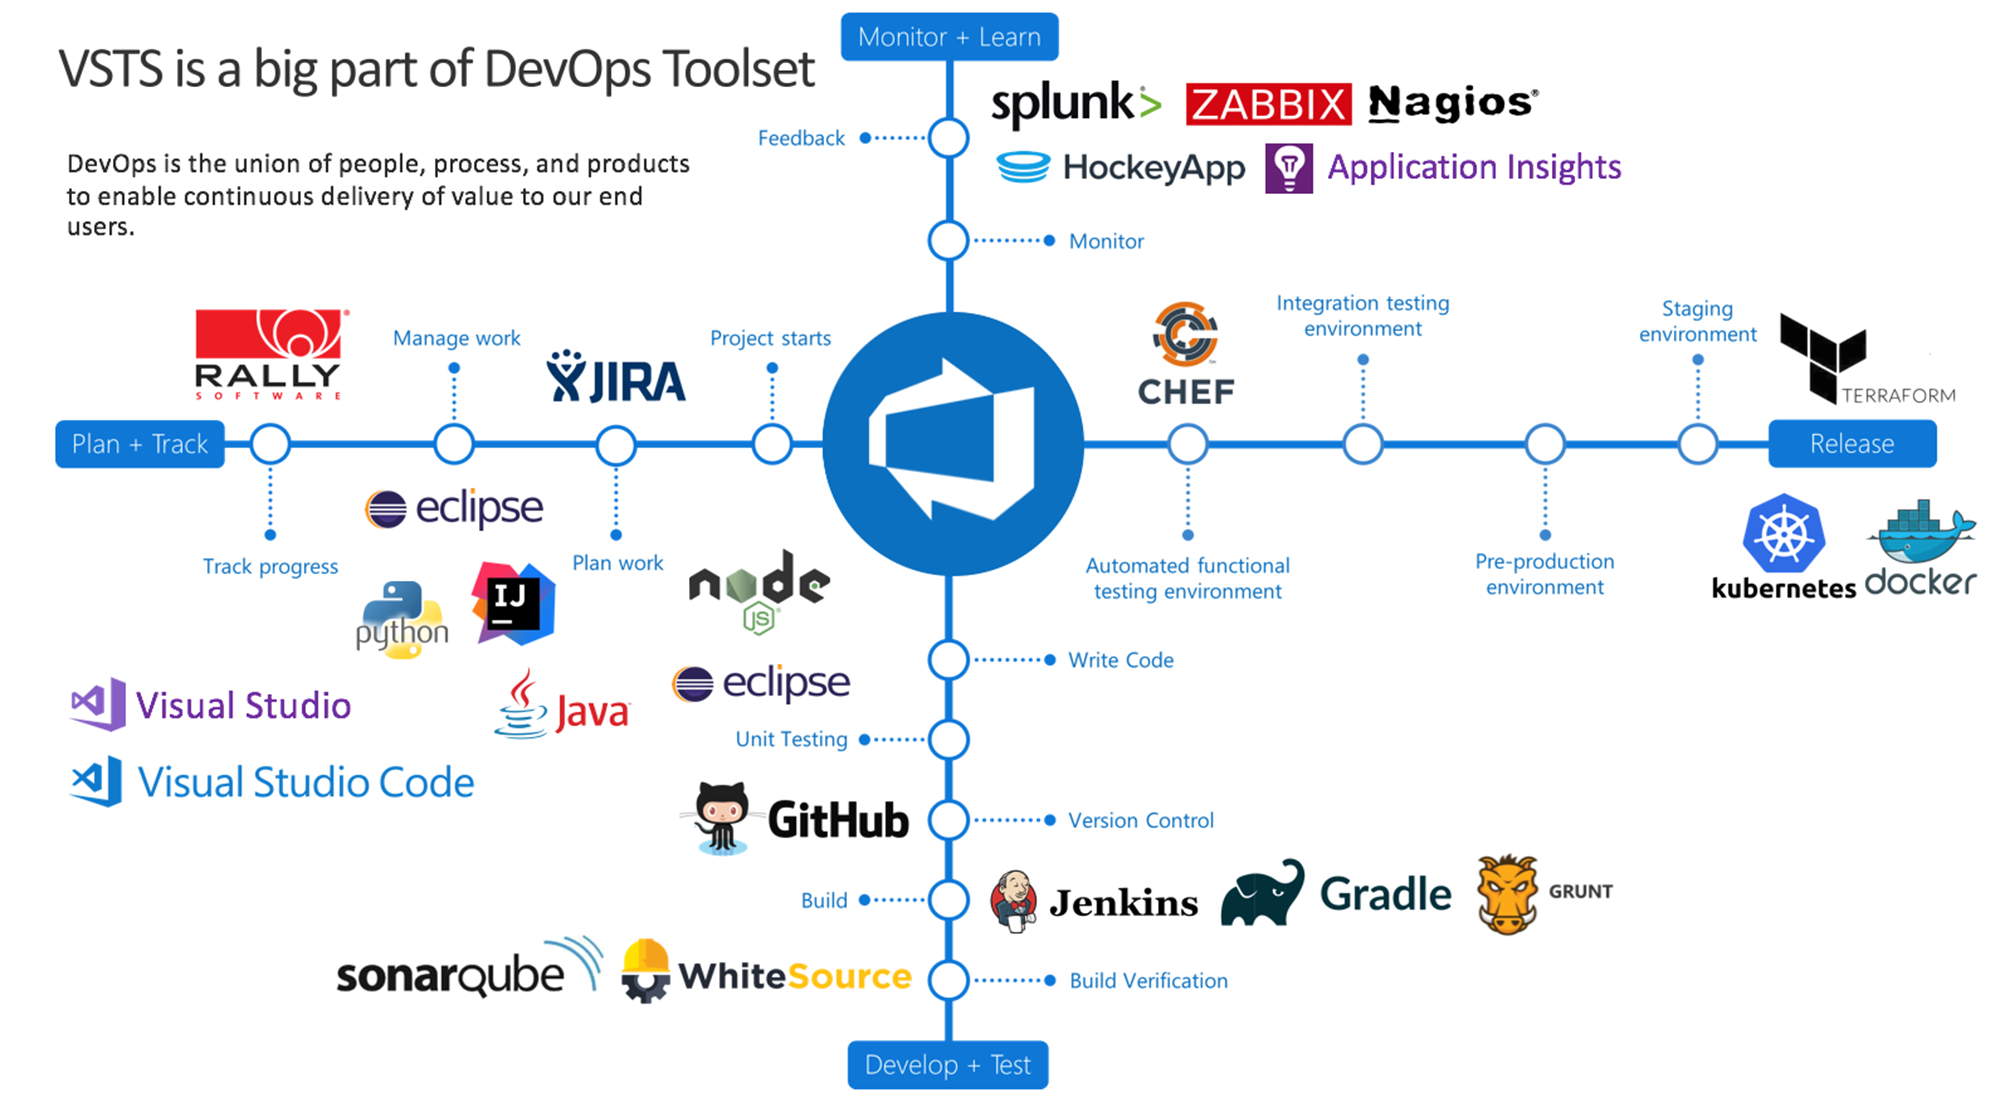 VSTS is a big part of DevOps Toolset
DevOps is the union of people, process, and products
to enable continuous delivery of value to our end
users.
Monitor + Learn
splunk>
ZABBIX
Nagios®
Feedback
HockeyApp
Application Insights
Monitor
RALLY
SOFTWARE
Manage work
JIRA
Project starts
CHEF
Integration testing
environment
Staging
environment
TERRAFORM
Plan + Track
Release
eclipse
Track progress
Plan work
node
JS
Automated functional
testing environment
Pre-production
environment
kubernetes
docker
python
IJ
Write Code
Visual Studio
Java
eclipse
Unit Testing
Visual Studio Code
GitHub
Version Control
Build
Jenkins
Gradle
GRUNT
sonarqube
WhiteSource
Build Verification
Develop + Test